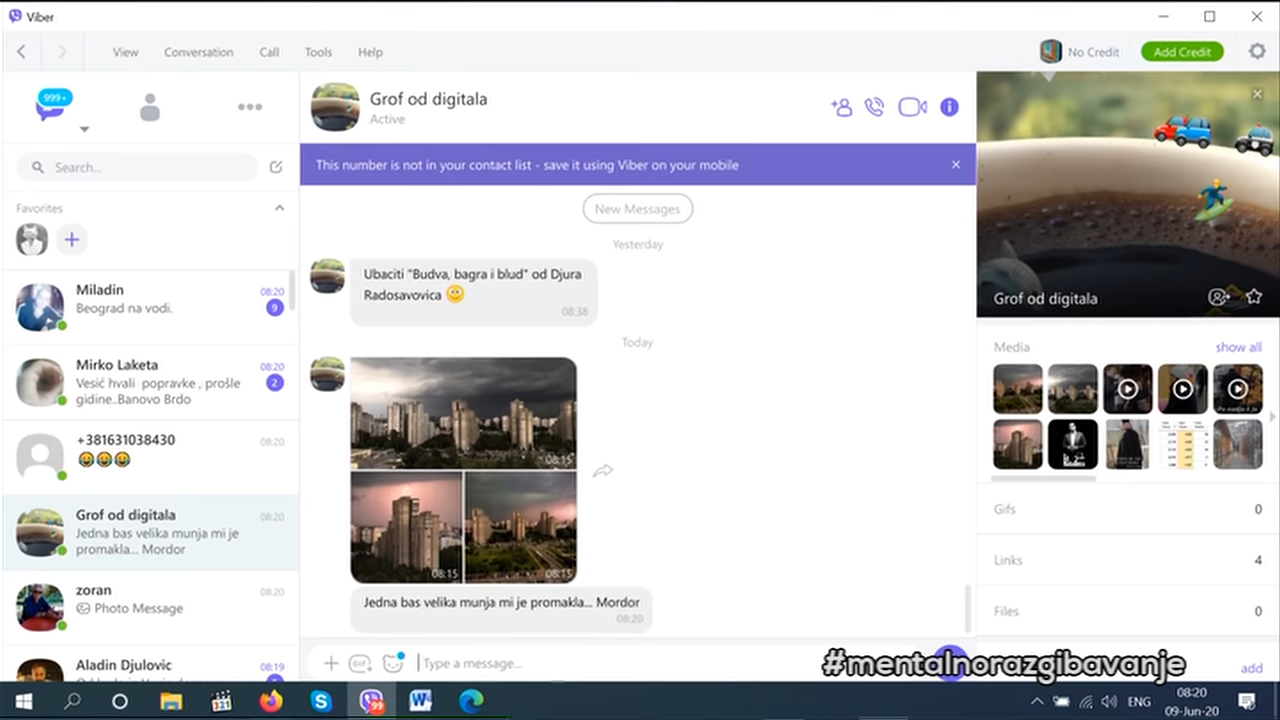 Viber
View Conversation Call Tools Help
No Credit Add Credit
999+
Search...
Favorites
Miladin 08:20
Beograd na vodi. 9
Mirko Laketa 08:20
Vesić hvali popravke , prošle 2
gidine..Banovo Brdo
+381631038430 08:20
Grof od digitala 08:20
Jedna bas velika munja mi je
promakla... Mordor
zoran 08:20
Photo Message
Aladin Djulovic 08:19
Grof od digitala
Active
This number is not in your contact list - save it using Viber on your mobile
New Messages
Yesterday
Ubaciti "Budva, bagra i blud" od Djura
Radosavovica
08:38
Today
08:15
08:15 08:15
Jedna bas velika munja mi je promakla... Mordor
08:20
GIF Type a message...
Grof od digitala
Media show all
Gifs 0
Links 4
Files 0
add
#mentalnorazgibavanje
321 99
ENG
08:20
09-Jun-20